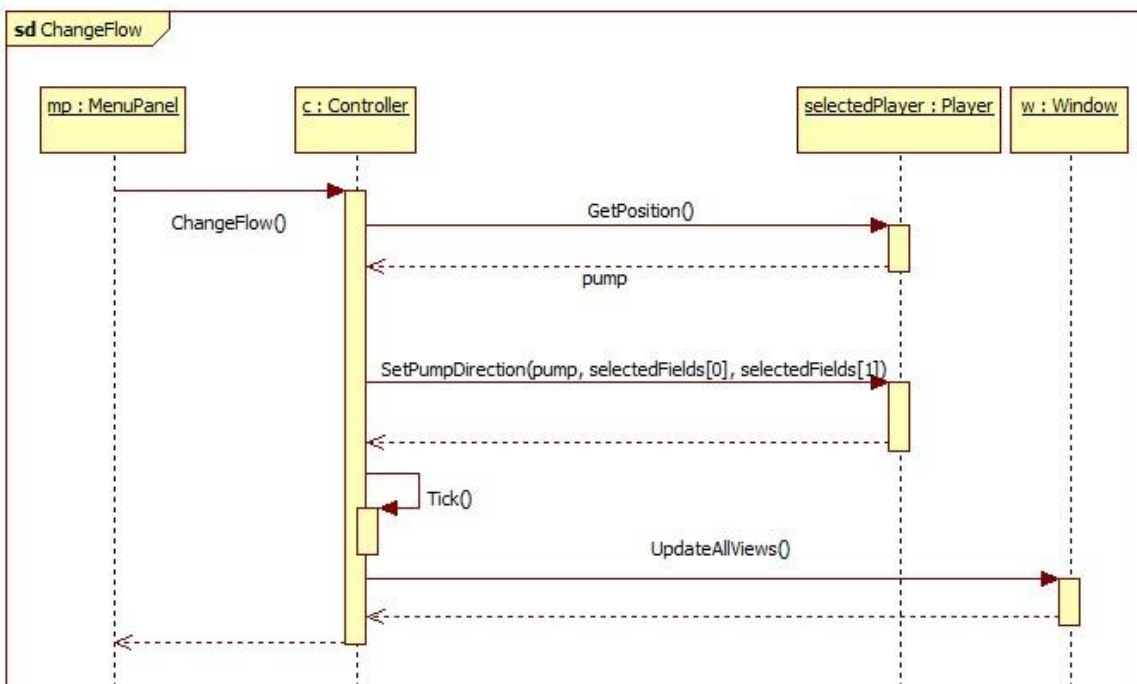 sd ChangeFlow
mp : MenuPanel
c : Controller
selectedPlayer : Player
w : Window
ChangeFlow()
GetPosition()
pump
SetPumpDirection(pump, selectedFields[0], selectedFields[1])
Tick()
UpdateAllViews()